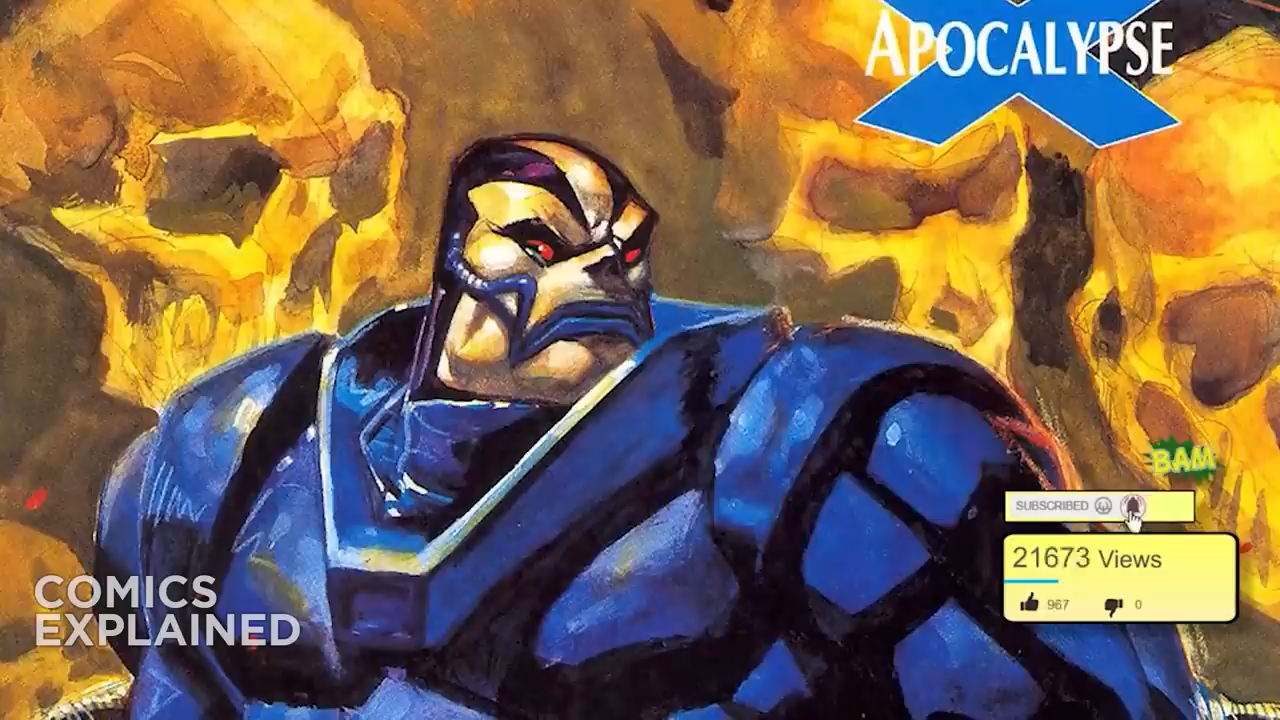 APOCALYPSE
BAM
SUBSCRIBED
21673 Views
967 0
COMICS
EXPLAINED